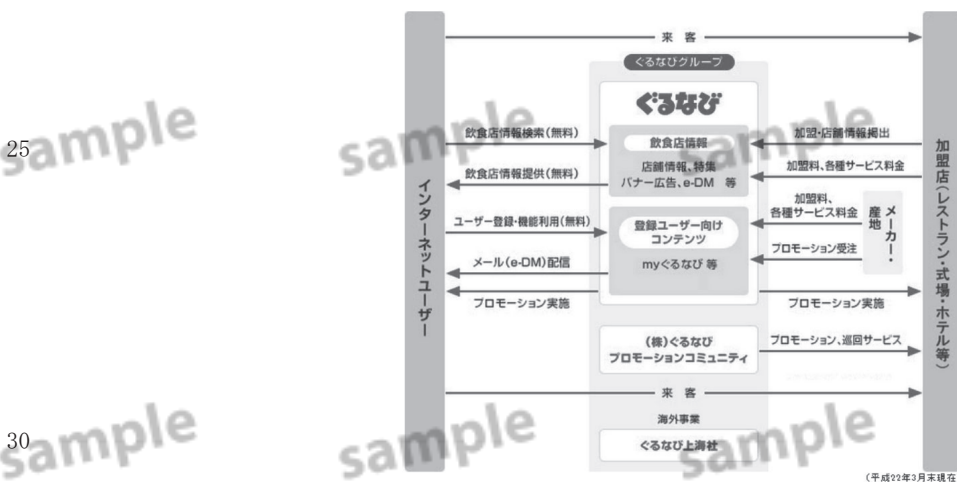 来 客
ぐるなびグループ
ぐるなび
sample
sample
sample
25
飲食店情報検索(無料)
飲食店情報
加盟・店舗情報掲出
飲食店情報提供(無料)
店舗情報、特集
バナー広告、e-DM 等
加盟料、各種サービス料金
インターネットユーザー
加盟店(レストラン・式場・ホテル等)
ユーザー登録・機能利用(無料)
登録ユーザー向け
コンテンツ
加盟料、
各種サービス料金
メーカー・
産地
メール(e-DM)配信
myぐるなび 等
プロモーション受注
プロモーション実施
プロモーション実施
(株)ぐるなび
プロモーションコミュニティ
プロモーション、巡回サービス
来 客
海外事業
30
sample
sample
sample
ぐるなび上海社
(平成22年3月末現在